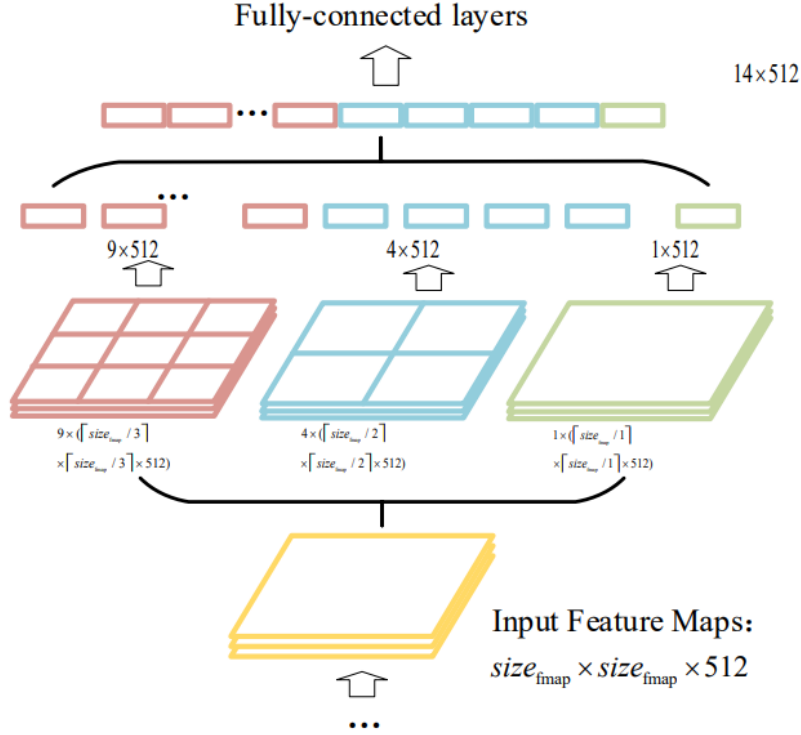 Fully-connected layers
14×512
...
...
9×512
4×512
1×512
9×(⌈size_fmap / 3⌉
×⌈size_fmap / 3⌉×512)
4×(⌈size_fmap / 2⌉
×⌈size_fmap / 2⌉×512)
1×(⌈size_fmap / 1⌉
×⌈size_fmap / 1⌉×512)
Input Feature Maps:
size_fmap × size_fmap × 512
...